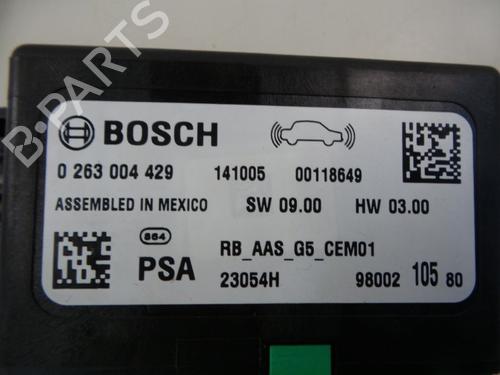 B-PARTS
BOSCH
0 263 004 429 141005 00118649
ASSEMBLED IN MEXICO SW 09.00 HW 03.00
864
PSA
RB_AAS_G5_CEM01
23054H 98002 105 80